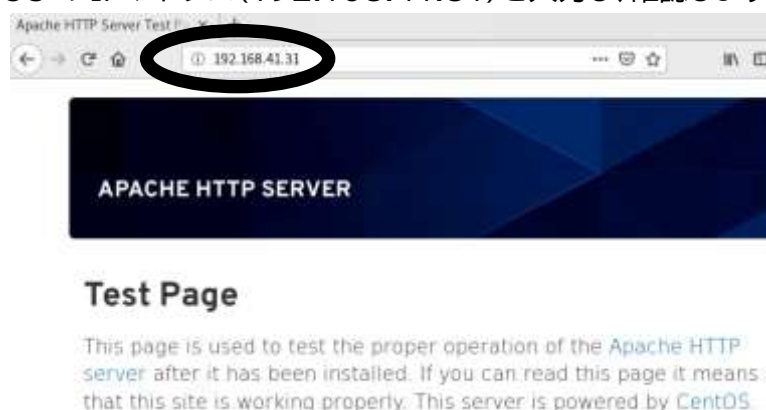 Apache HTTP Server Test
192.168.41.31
APACHE HTTP SERVER
Test Page
This page is used to test the proper operation of the Apache HTTP
server after it has been installed. If you can read this page it means
that this site is working properly. This server is powered by CentOS.